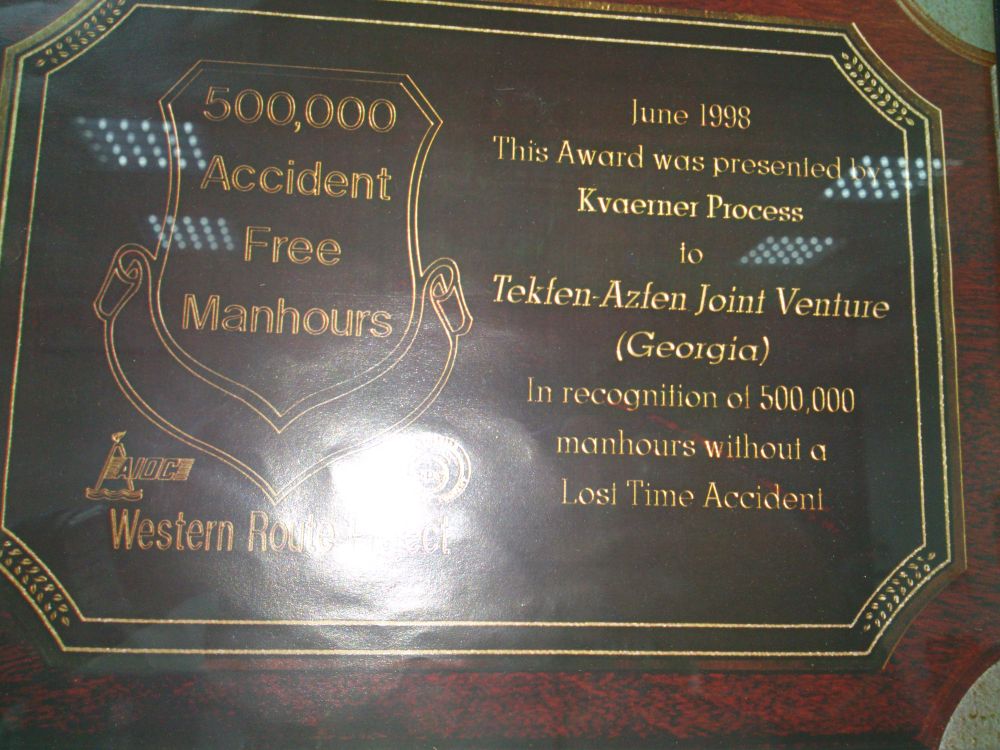 500,000
Accident
Free
Manhours
AIOC
Western Route Project
June 1998
This Award was presented by
Kvaerner Process
to
Tekfen-Azfen Joint Venture
(Georgia)
In recognition of 500,000
manhours without a
Lost Time Accident